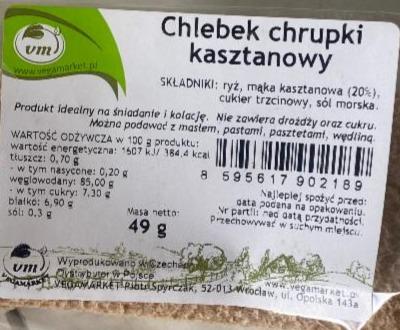 vm
www.vegamarket.pl
Chlebek chrupki
kasztanowy
SKŁADNIKI: ryż, mąka kasztanowa (20%),
cukier trzcinowy, sól morska.
Produkt idealny na śniadanie i kolację. Nie zawiera drożdży oraz cukru.
Można podawać z masłem, pastami, pasztetami, wędliną.
WARTOŚĆ ODŻYWCZA w 100 g produktu:
wartość energetyczna: 1607 kJ/ 384,4 kcal
tłuszcz: 0,70 g
- w tym nasycone: 0,20 g
węglowodany: 85,00 g
- w tym cukry: 7,30 g
białko: 6,90 g
sól: 0,3 g
8 595617 902189
Masa netto:
49 g
Najlepiej spożyć przed:
data podana na opakowaniu.
Nr partii: nad datą przydatności.
Przechowywać w suchym miejscu.
vm
VEGAMARKET
Wyprodukowano w Czechach
Dystrybutor w Polsce
www.vegamarket.pl
VEGAMARKET Piotr Spyrczak, 52-013 Wrocław, ul. Opolska 143a